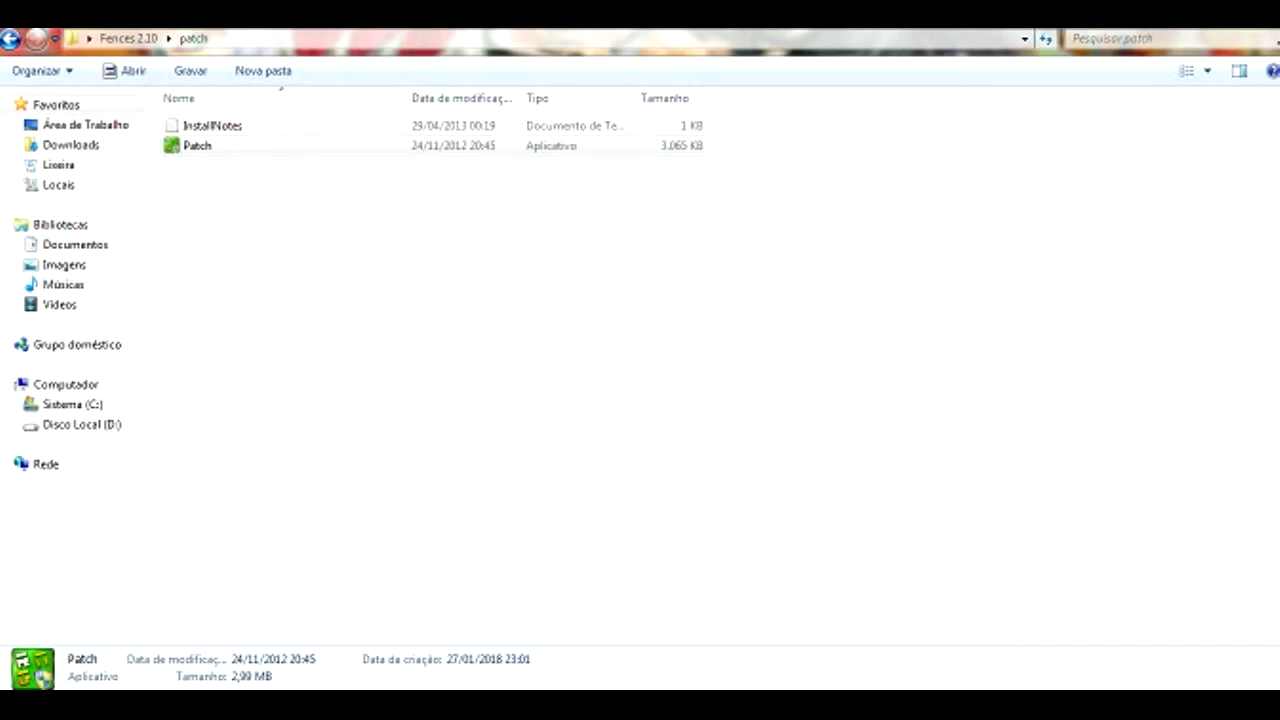 Fences 2.10 patch Pesquisar patch
Organizar Abrir Gravar Nova pasta
Nome Data de modificaç... Tipo Tamanho
InstallNotes 29/04/2013 00:19 Documento de Te... 1 KB
Patch 24/11/2012 20:45 Aplicativo 3.065 KB
Favoritos
Área de Trabalho
Downloads
Lixeira
Locais
Bibliotecas
Documentos
Imagens
Músicas
Vídeos
Grupo doméstico
Computador
Sistema (C:)
Disco Local (D:)
Rede
Patch Data de modificaç... 24/11/2012 20:45 Data da criação: 27/01/2018 23:01
Aplicativo Tamanho: 2,99 MB